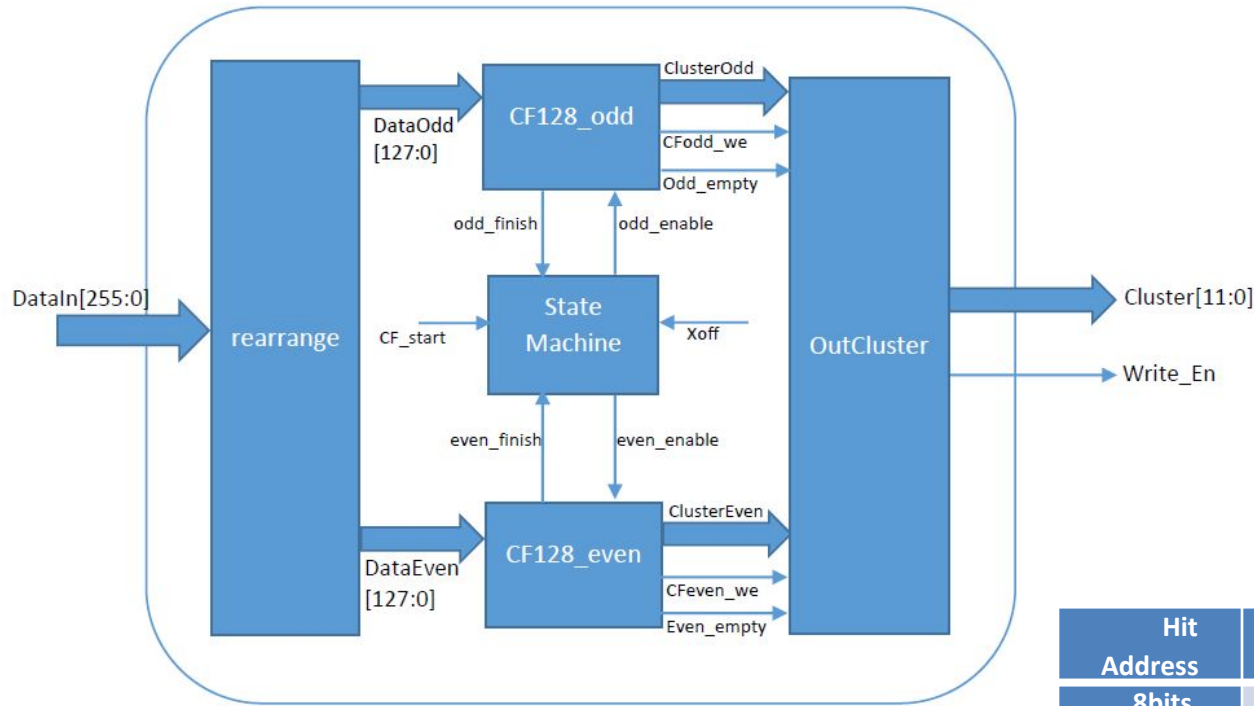 ClusterOdd
CF128_odd
DataOdd
[127:0]
CFodd_we
Odd_empty
odd_finish
odd_enable
DataIn[255:0]
rearrange
CF_start
State
Machine
Xoff
OutCluster
Cluster[11:0]
Write_En
even_finish
even_enable
ClusterEven
CF128_even
DataEven
[127:0]
CFeven_we
Even_empty
Hit
Address
8bits